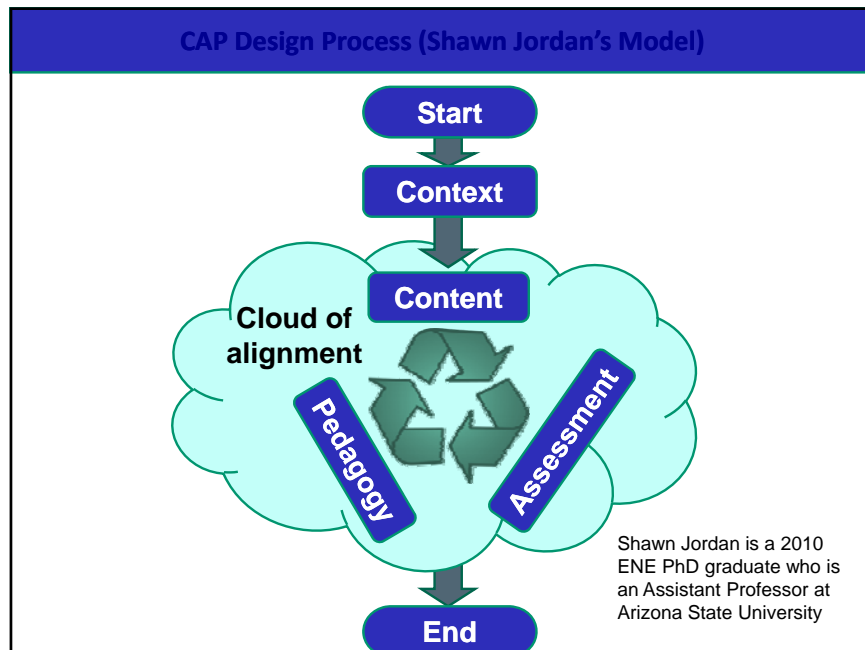 CAP Design Process (Shawn Jordan's Model)
Start
Context
Content
Cloud of
alignment
Pedagogy
Assessment
Shawn Jordan is a 2010
ENE PhD graduate who is
an Assistant Professor at
Arizona State University
End